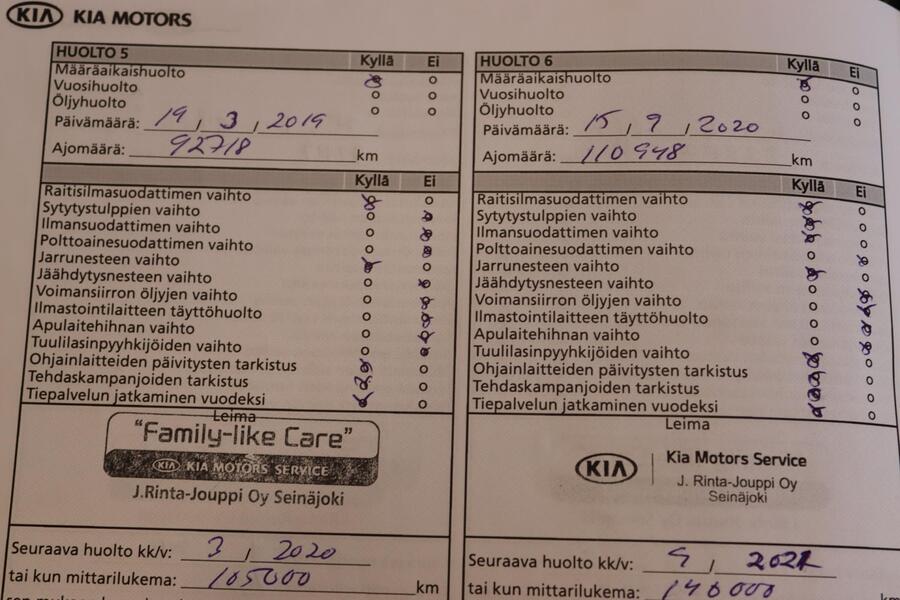 KIA KIA MOTORS
HUOLTO 5 Kyllä Ei
Määräaikaishuolto
Vuosihuolto
Öljyhuolto
Päivämäärä: 19 / 3 / 2019
Ajomäärä: 92718 km
Kyllä Ei
Raitisilmasuodattimen vaihto
Sytytystulppien vaihto
Ilmansuodattimen vaihto
Polttoainesuodattimen vaihto
Jarrunesteen vaihto
Jäähdytysnesteen vaihto
Voimansiirron öljyjen vaihto
Ilmastointilaitteen täyttöhuolto
Apulaitehihnan vaihto
Tuulilasinpyyhkijöiden vaihto
Ohjainlaitteiden päivitysten tarkistus
Tehdaskampanjoiden tarkistus
Tiepalvelun jatkaminen vuodeksi
Leima
"Family-like Care"
KIA KIA MOTORS SERVICE
J.Rinta-Jouppi Oy Seinäjoki
Seuraava huolto kk/v: 3 / 2020
tai kun mittarilukema: 105000 km
HUOLTO 6 Kyllä Ei
Määräaikaishuolto
Vuosihuolto
Öljyhuolto
Päivämäärä: 15 / 9 / 2020
Ajomäärä: 110948 km
Kyllä Ei
Raitisilmasuodattimen vaihto
Sytytystulppien vaihto
Ilmansuodattimen vaihto
Polttoainesuodattimen vaihto
Jarrunesteen vaihto
Jäähdytysnesteen vaihto
Voimansiirron öljyjen vaihto
Ilmastointilaitteen täyttöhuolto
Apulaitehihnan vaihto
Tuulilasinpyyhkijöiden vaihto
Ohjainlaitteiden päivitysten tarkistus
Tehdaskampanjoiden tarkistus
Tiepalvelun jatkaminen vuodeksi
Leima
KIA Kia Motors Service
J. Rinta-Jouppi Oy
Seinäjoki
Seuraava huolto kk/v: 9 / 2021
tai kun mittarilukema: 140000 km